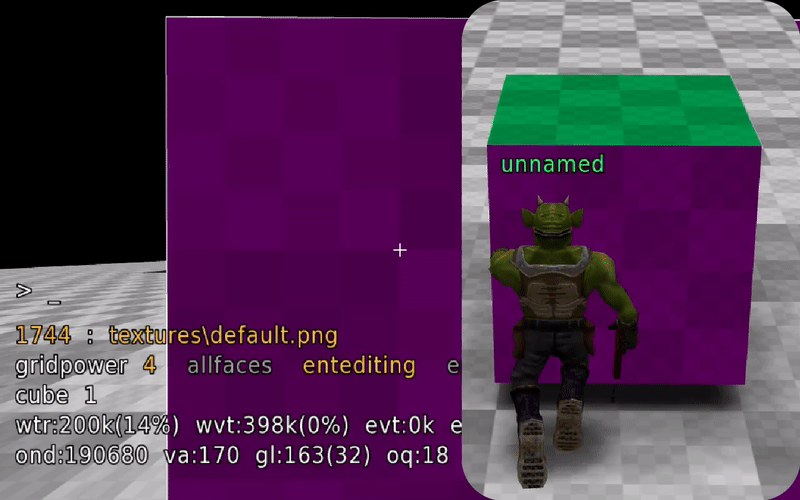 unnamed
> _
1744 : textures\default.png
gridpower 4 allfaces entediting e
cube 1
wtr:200k(14%) wvt:398k(0%) evt:0k e
ond:190680 va:170 gl:163(32) oq:18